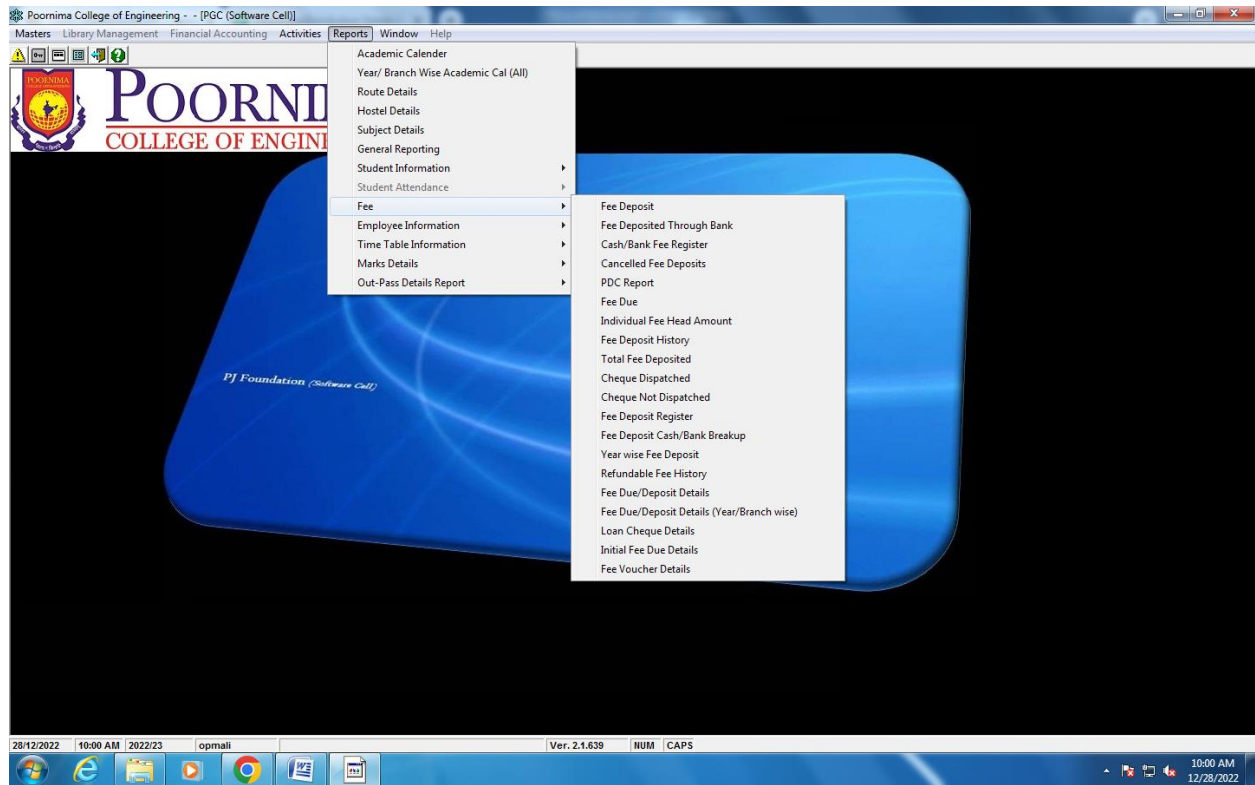 Poornima College of Engineering - - [PGC (Software Cell)]
Masters Library Management Financial Accounting Activities Reports Window Help
POORNIMA
POORNI
COLLEGE OF ENGINE
Academic Calender
Year/ Branch Wise Academic Cal (All)
Route Details
Hostel Details
Subject Details
General Reporting
Student Information
Student Attendance
Fee
Employee Information
Time Table Information
Marks Details
Out-Pass Details Report
Fee Deposit
Fee Deposited Through Bank
Cash/Bank Fee Register
Cancelled Fee Deposits
PDC Report
Fee Due
Individual Fee Head Amount
Fee Deposit History
Total Fee Deposited
Cheque Dispatched
Cheque Not Dispatched
Fee Deposit Register
Fee Deposit Cash/Bank Breakup
Year wise Fee Deposit
Refundable Fee History
Fee Due/Deposit Details
Fee Due/Deposit Details (Year/Branch wise)
Loan Cheque Details
Initial Fee Due Details
Fee Voucher Details
PJ Foundation (Software Cell)
28/12/2022 10:00 AM 2022/23 opmali Ver. 2.1.639 NUM CAPS
10:00 AM
12/28/2022